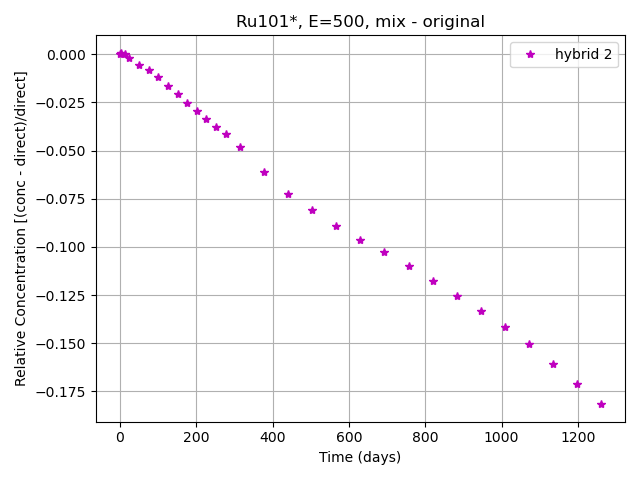 Ru101*, E=500, mix - original
hybrid 2
0.000
−0.025
−0.050
−0.075
−0.100
−0.125
−0.150
−0.175
Relative Concentration [(conc - direct)/direct]
0 200 400 600 800 1000 1200
Time (days)